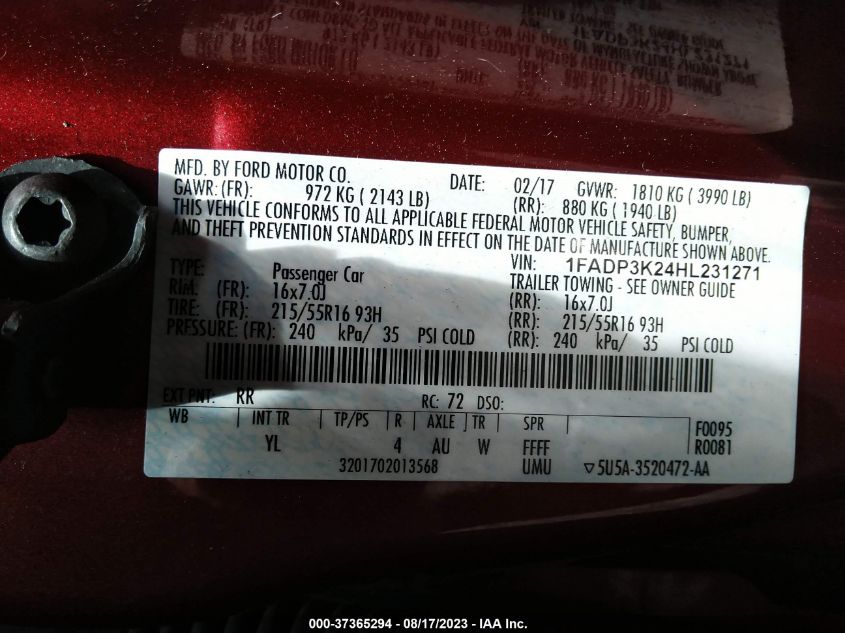 MFD. BY FORD MOTOR CO. DATE: 02/17 GVWR: 1810 KG ( 3990 LB)
GAWR: (FR): 972 KG ( 2143 LB) (RR): 880 KG ( 1940 LB)
THIS VEHICLE CONFORMS TO ALL APPLICABLE FEDERAL MOTOR VEHICLE SAFETY, BUMPER,
AND THEFT PREVENTION STANDARDS IN EFFECT ON THE DATE OF MANUFACTURE SHOWN ABOVE.
VIN: 1FADP3K24HL231271
TYPE: Passenger Car TRAILER TOWING - SEE OWNER GUIDE
RIM: (FR): 16x7.0J (RR): 16x7.0J
TIRE: (FR): 215/55R16 93H (RR): 215/55R16 93H
PRESSURE: (FR): 240 kPa/ 35 PSI COLD (RR): 240 kPa/ 35 PSI COLD
EXT PNT: RR RC: 72 DSO:
WB INT TR TP/PS R AXLE TR SPR F0095
YL 4 AU W FFFF R0081
3201702013568 UMU ▽5U5A-3520472-AA
000-37365294 - 08/17/2023 - IAA Inc.